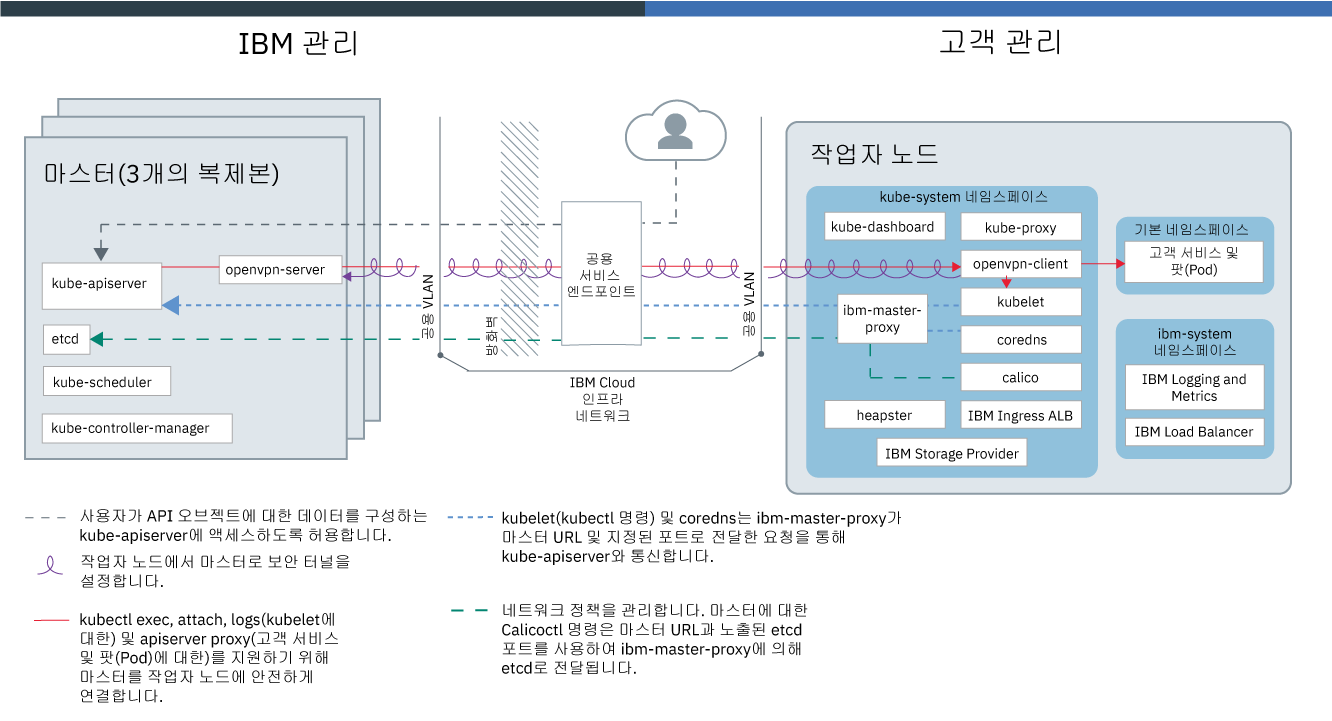 IBM 관리
고객 관리
마스터(3개의 복제본)
kube-apiserver
openvpn-server
etcd
kube-scheduler
kube-controller-manager
공용 VLAN
방화벽
공용
서비스
엔드포인트
공용 VLAN
IBM Cloud
인프라
네트워크
작업자 노드
kube-system 네임스페이스
kube-dashboard
kube-proxy
openvpn-client
kubelet
ibm-master-
proxy
coredns
calico
heapster
IBM Ingress ALB
IBM Storage Provider
기본 네임스페이스
고객 서비스 및
팟(Pod)
ibm-system
네임스페이스
IBM Logging and
Metrics
IBM Load Balancer
사용자가 API 오브젝트에 대한 데이터를 구성하는
kube-apiserver에 액세스하도록 허용합니다.
작업자 노드에서 마스터로 보안 터널을
설정합니다.
kubectl exec, attach, logs(kubelet에
대한) 및 apiserver proxy(고객 서비스
및 팟(Pod)에 대한)를 지원하기 위해
마스터를 작업자 노드에 안전하게
연결합니다.
kubelet(kubectl 명령) 및 coredns는 ibm-master-proxy가
마스터 URL 및 지정된 포트로 전달한 요청을 통해
kube-apiserver와 통신합니다.
네트워크 정책을 관리합니다. 마스터에 대한
Calicoctl 명령은 마스터 URL과 노출된 etcd
포트를 사용하여 ibm-master-proxy에 의해
etcd로 전달됩니다.